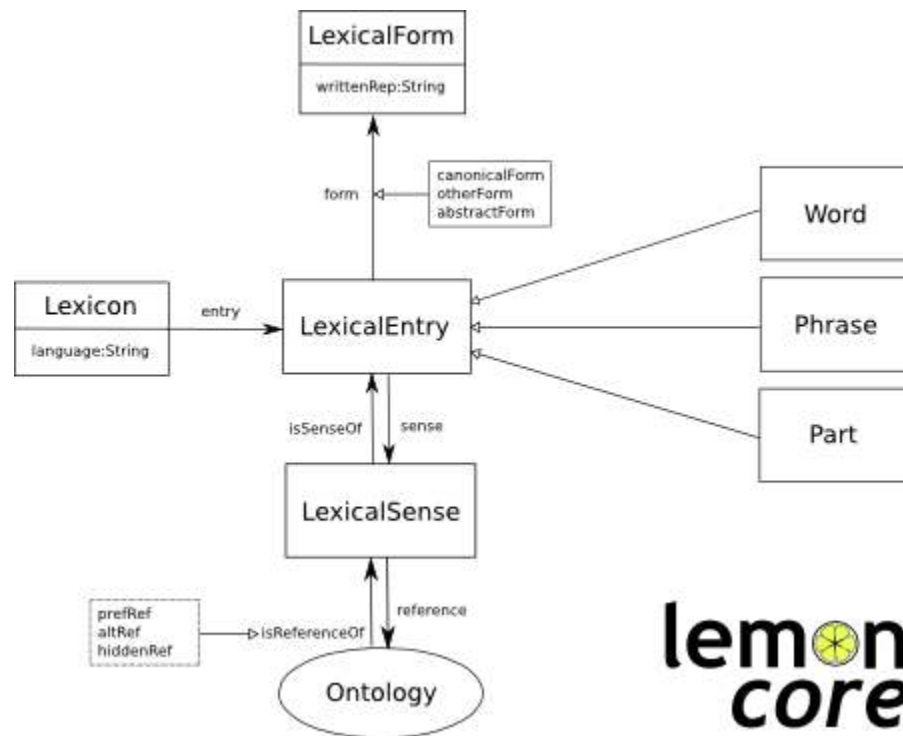 LexicalForm
writtenRep:String
form
canonicalForm
otherForm
abstractForm
Word
Lexicon
language:String
entry
LexicalEntry
Phrase
Part
isSenseOf
sense
LexicalSense
prefRef
altRef
hiddenRef
isReferenceOf
reference
Ontology
lemon
core